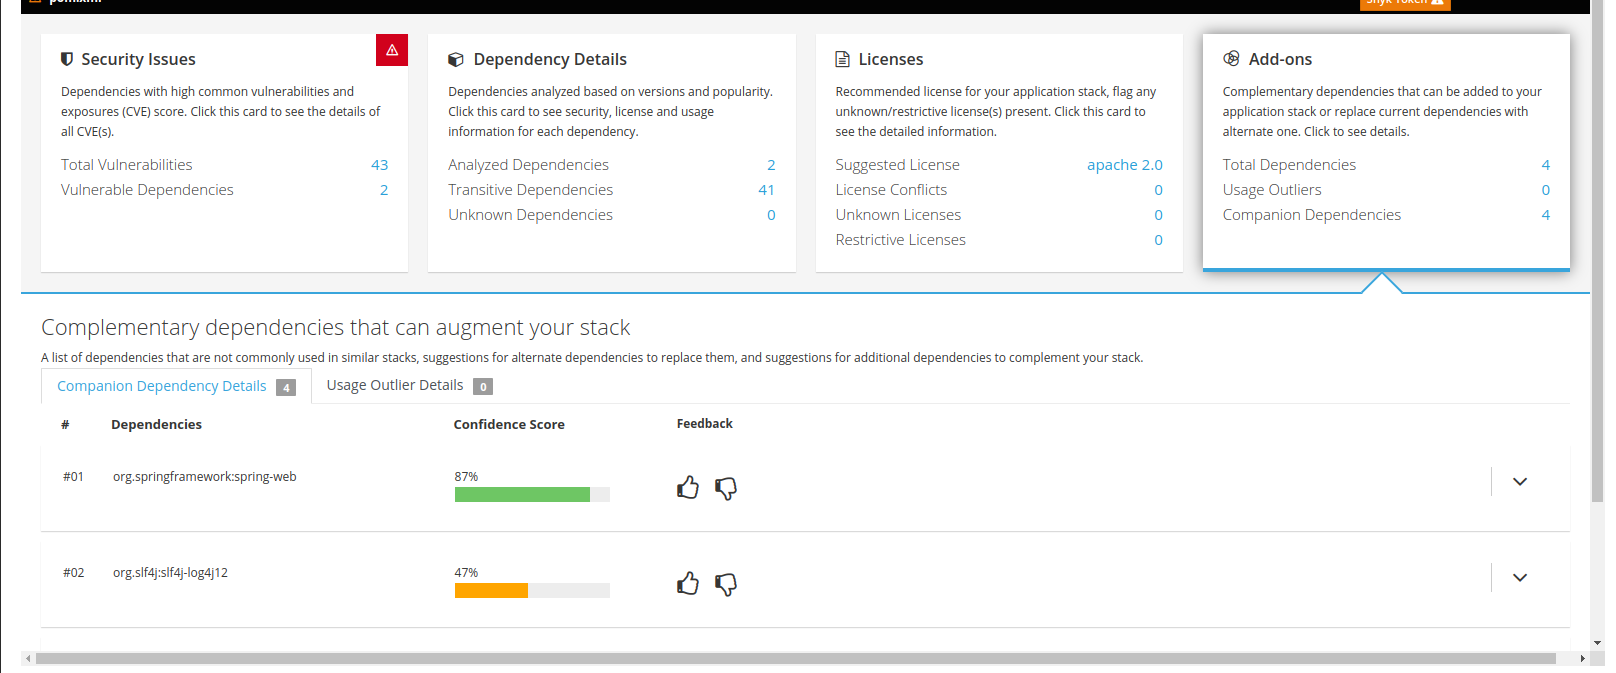 pom.xml
Snyk Token
Security Issues
Dependencies with high common vulnerabilities and
exposures (CVE) score. Click this card to see the details of
all CVE(s).
Total Vulnerabilities 43
Vulnerable Dependencies 2
Dependency Details
Dependencies analyzed based on versions and popularity.
Click this card to see security, license and usage
information for each dependency.
Analyzed Dependencies 2
Transitive Dependencies 41
Unknown Dependencies 0
Licenses
Recommended license for your application stack, flag any
unknown/restrictive license(s) present. Click this card to
see the detailed information.
Suggested License apache 2.0
License Conflicts 0
Unknown Licenses 0
Restrictive Licenses 0
Add-ons
Complementary dependencies that can be added to your
application stack or replace current dependencies with
alternate one. Click to see details.
Total Dependencies 4
Usage Outliers 0
Companion Dependencies 4
Complementary dependencies that can augment your stack
A list of dependencies that are not commonly used in similar stacks, suggestions for alternate dependencies to replace them, and suggestions for additional dependencies to complement your stack.
Companion Dependency Details 4 Usage Outlier Details 0
# Dependencies Confidence Score Feedback
#01 org.springframework:spring-web 87%
#02 org.slf4j:slf4j-log4j12 47%